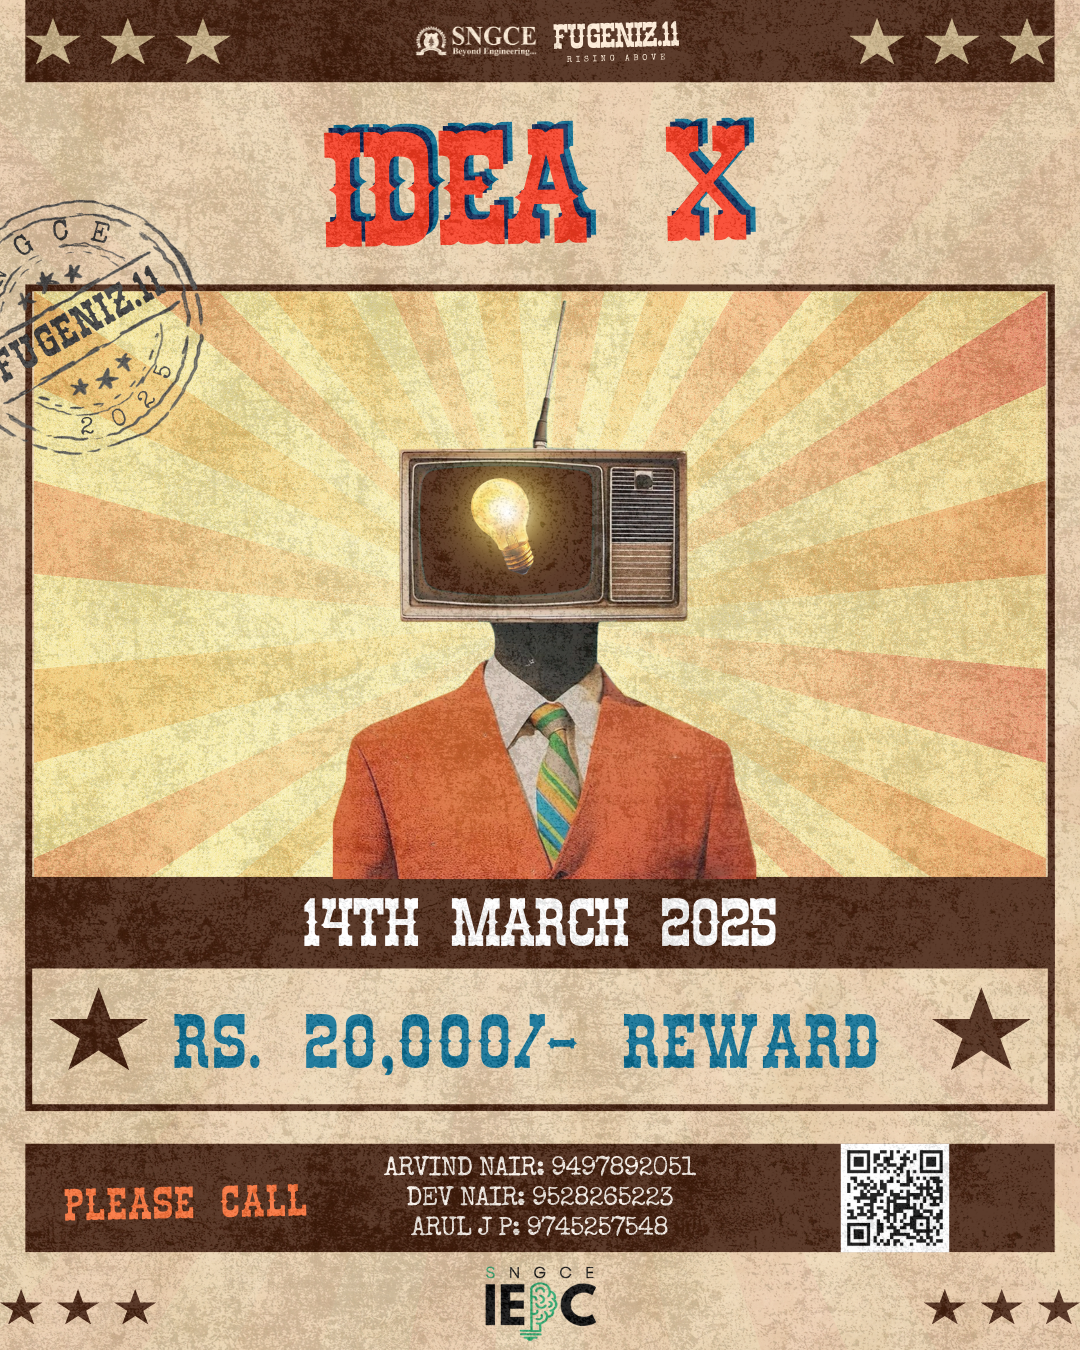 SNGCE
Beyond Engineering...
FUGENIZ.11
RISING ABOVE
IDEA X
SNGCE
FUGENIZ.11
2025
14TH MARCH 2025
RS. 20,000/- REWARD
PLEASE CALL
ARVIND NAIR: 9497892051
DEV NAIR: 9528265223
ARUL J P: 9745257548
SNGCE
IEDC